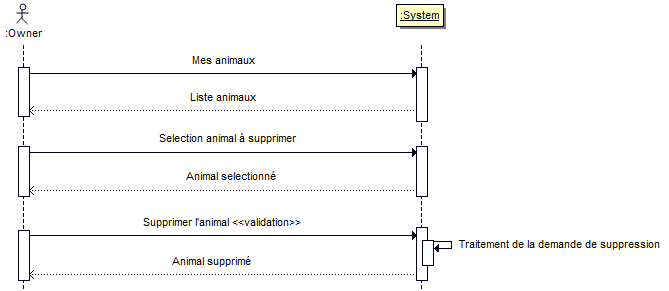 :Owner
:System
Mes animaux
Liste animaux
Selection animal à supprimer
Animal selectionné
Supprimer l'animal <<validation>>
Traitement de la demande de suppression
Animal supprimé